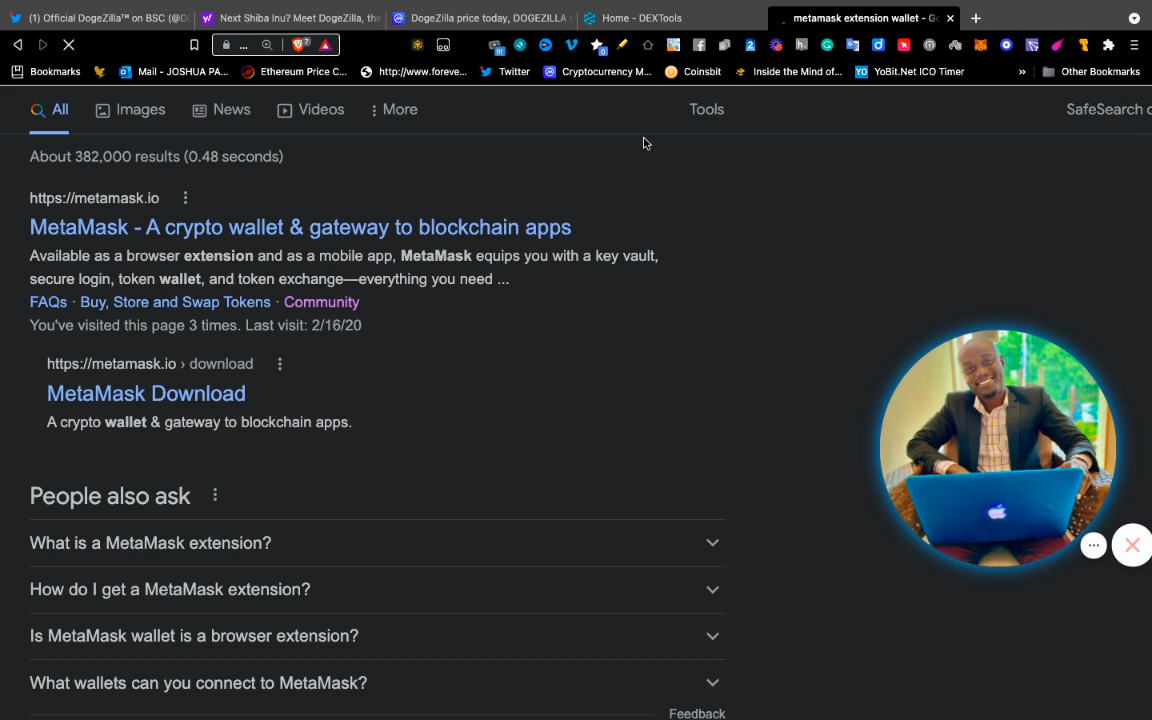 (1) Official DogeZilla™ on BSC (@D
Next Shiba Inu? Meet DogeZilla, the
DogeZilla price today, DOGEZILLA
Home - DEXTools
metamask extension wallet - Go
...
Bookmarks
Mail - JOSHUA PA...
Ethereum Price C...
http://www.foreve...
Twitter
Cryptocurrency M...
Coinsbit
Inside the Mind of...
YoBit.Net ICO Timer
»
Other Bookmarks
All
Images
News
Videos
More
Tools
SafeSearch o
About 382,000 results (0.48 seconds)
https://metamask.io
MetaMask - A crypto wallet & gateway to blockchain apps
Available as a browser extension and as a mobile app, MetaMask equips you with a key vault,
secure login, token wallet, and token exchange—everything you need ...
FAQs · Buy, Store and Swap Tokens · Community
You've visited this page 3 times. Last visit: 2/16/20
https://metamask.io › download
MetaMask Download
A crypto wallet & gateway to blockchain apps.
People also ask
What is a MetaMask extension?
How do I get a MetaMask extension?
Is MetaMask wallet is a browser extension?
What wallets can you connect to MetaMask?
Feedback